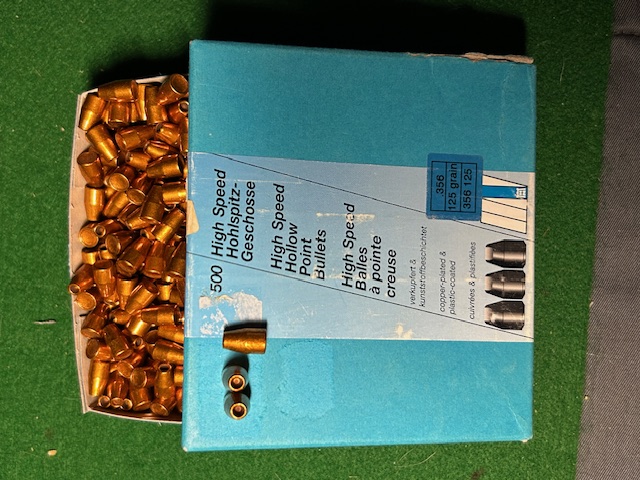 500 High Speed
Hohlspitz-
Geschosse
High Speed
Hollow
Point
Bullets
High Speed
Balles
à pointe
creuse
verkupfert &
kunststoffbeschichtet
copper-plated &
plastic-coated
cuivrées & plastifiées
356
125 grain
356 125